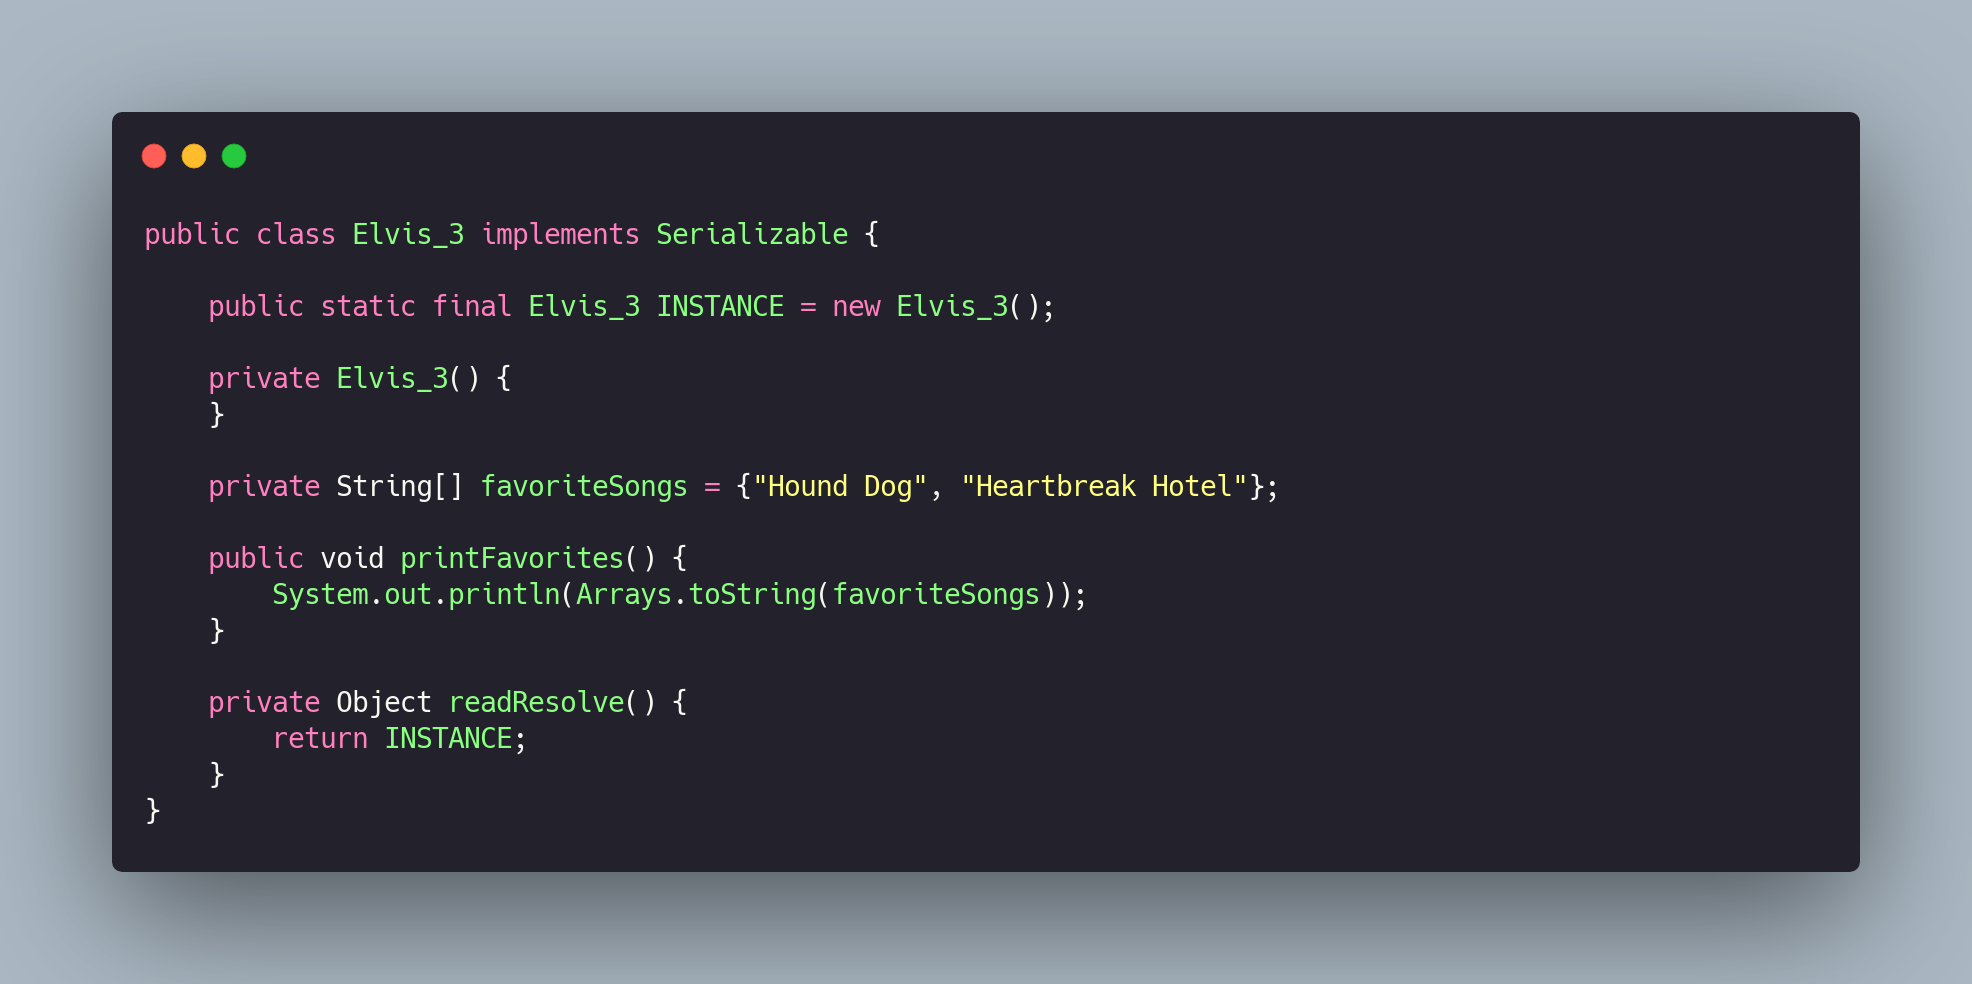 public class Elvis_3 implements Serializable {

    public static final Elvis_3 INSTANCE = new Elvis_3();

    private Elvis_3() {
    }

    private String[] favoriteSongs = {"Hound Dog", "Heartbreak Hotel"};

    public void printFavorites() {
        System.out.println(Arrays.toString(favoriteSongs));
    }

    private Object readResolve() {
        return INSTANCE;
    }
}